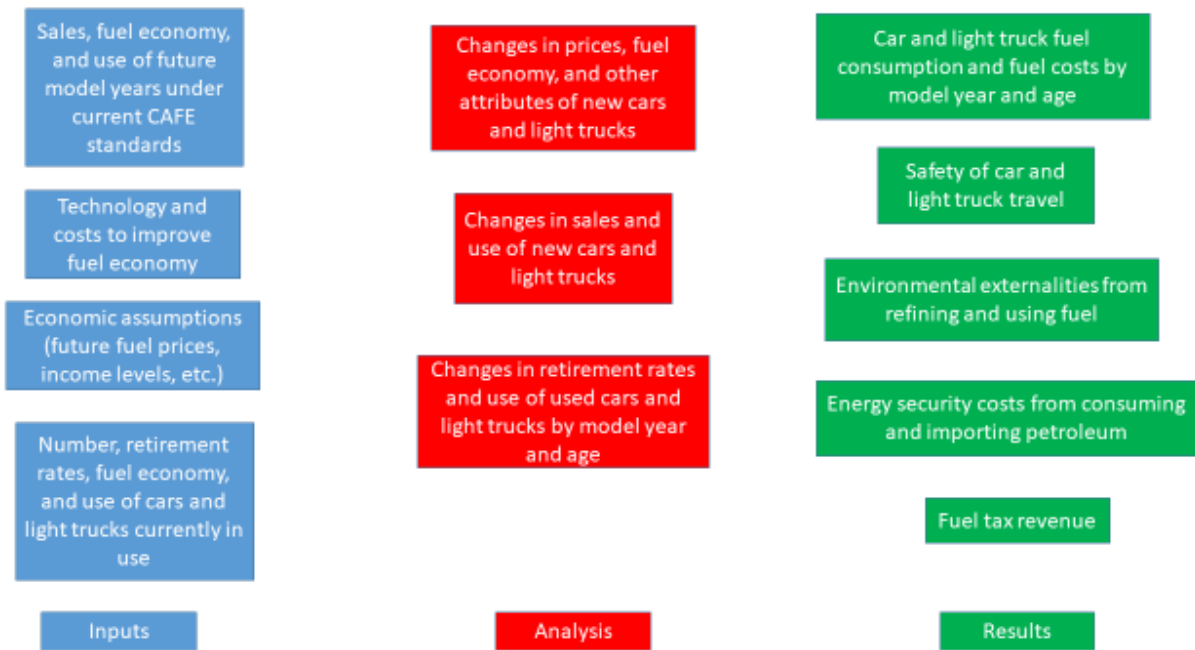 Sales, fuel economy,
and use of future
model years under
current CAFE
standards
Technology and
costs to improve
fuel economy
Economic assumptions
(future fuel prices,
income levels, etc.)
Number, retirement
rates, fuel economy,
and use of cars and
light trucks currently in
use
Inputs
Changes in prices, fuel
economy, and other
attributes of new cars
and light trucks
Changes in sales and
use of new cars and
light trucks
Changes in retirement rates
and use of used cars and
light trucks by model year
and age
Analysis
Car and light truck fuel
consumption and fuel costs by
model year and age
Safety of car and
light truck travel
Environmental externalities from
refining and using fuel
Energy security costs from consuming
and importing petroleum
Fuel tax revenue
Results